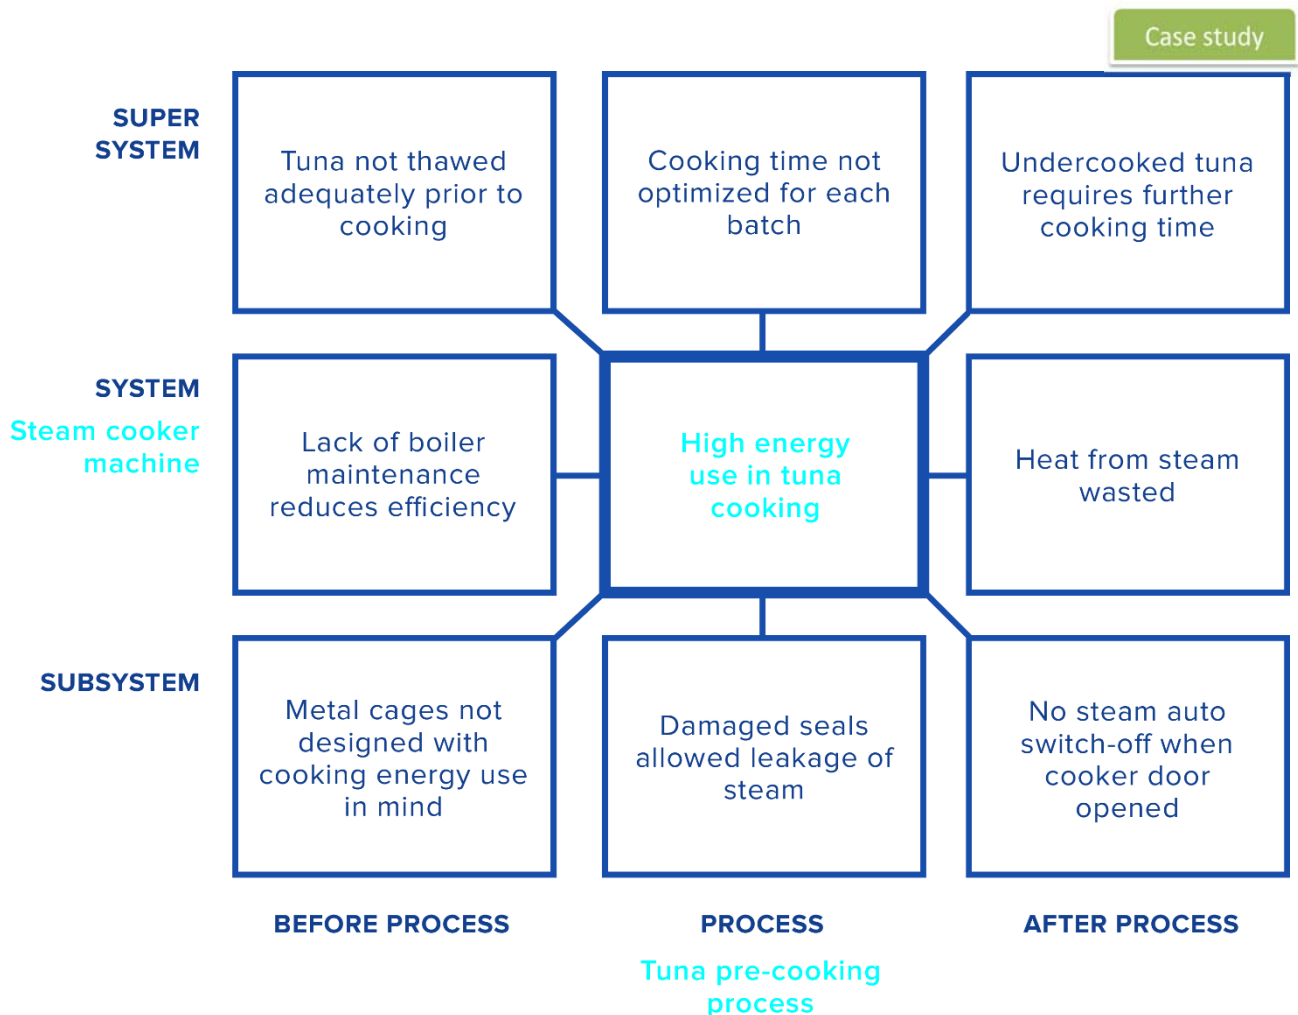 Case study
SUPER
SYSTEM
Tuna not thawed
adequately prior to
cooking
Cooking time not
optimized for each
batch
Undercooked tuna
requires further
cooking time
SYSTEM
Steam cooker
machine
Lack of boiler
maintenance
reduces efficiency
High energy
use in tuna
cooking
Heat from steam
wasted
SUBSYSTEM
Metal cages not
designed with
cooking energy use
in mind
Damaged seals
allowed leakage of
steam
No steam auto
switch-off when
cooker door
opened
BEFORE PROCESS
PROCESS
AFTER PROCESS
Tuna pre-cooking
process